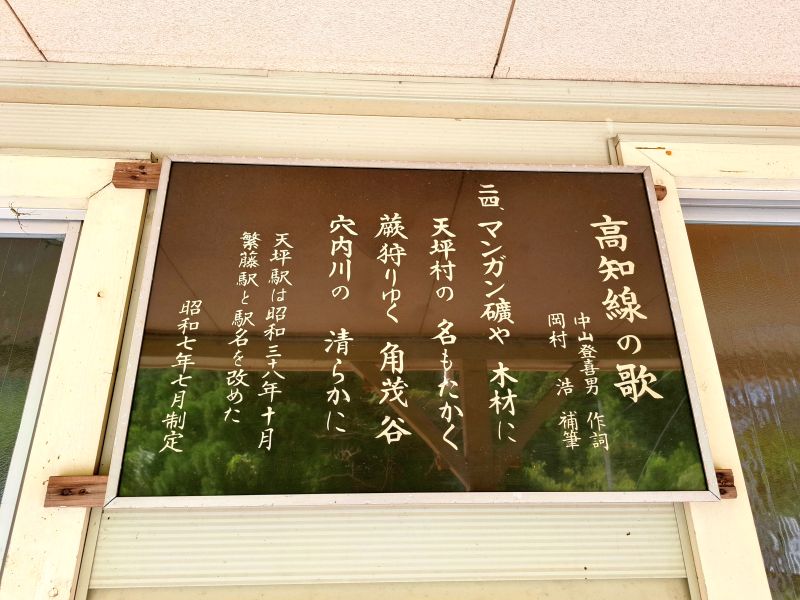 高知線の歌
中山登喜男 作詞
岡村 浩 補筆
二四、マンガン礦や 木材に
天坪村の 名もたかく
蕨狩りゆく 角茂谷
穴内川の 清らかに
天坪駅は昭和三十八年十月
繁藤駅と駅名を改めた
昭和七年七月制定